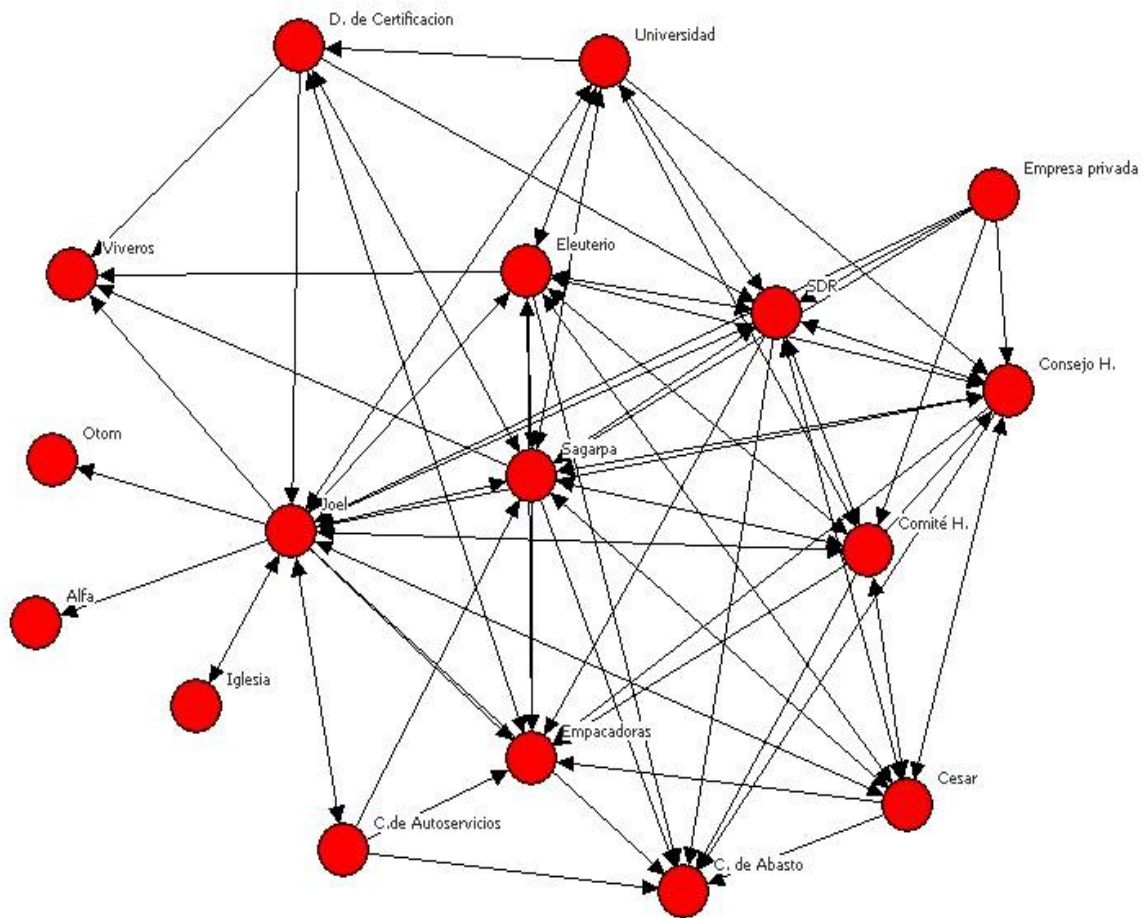 D. de Certificacion
Universidad
Empresa privada
Viveros
Eleuterio
SDR
Consejo H.
Otom
Sagarpa
Joel
Comité H.
Alfa
Iglesia
Empacadoras
Cesar
C.de Autoservicios
C. de Abasto